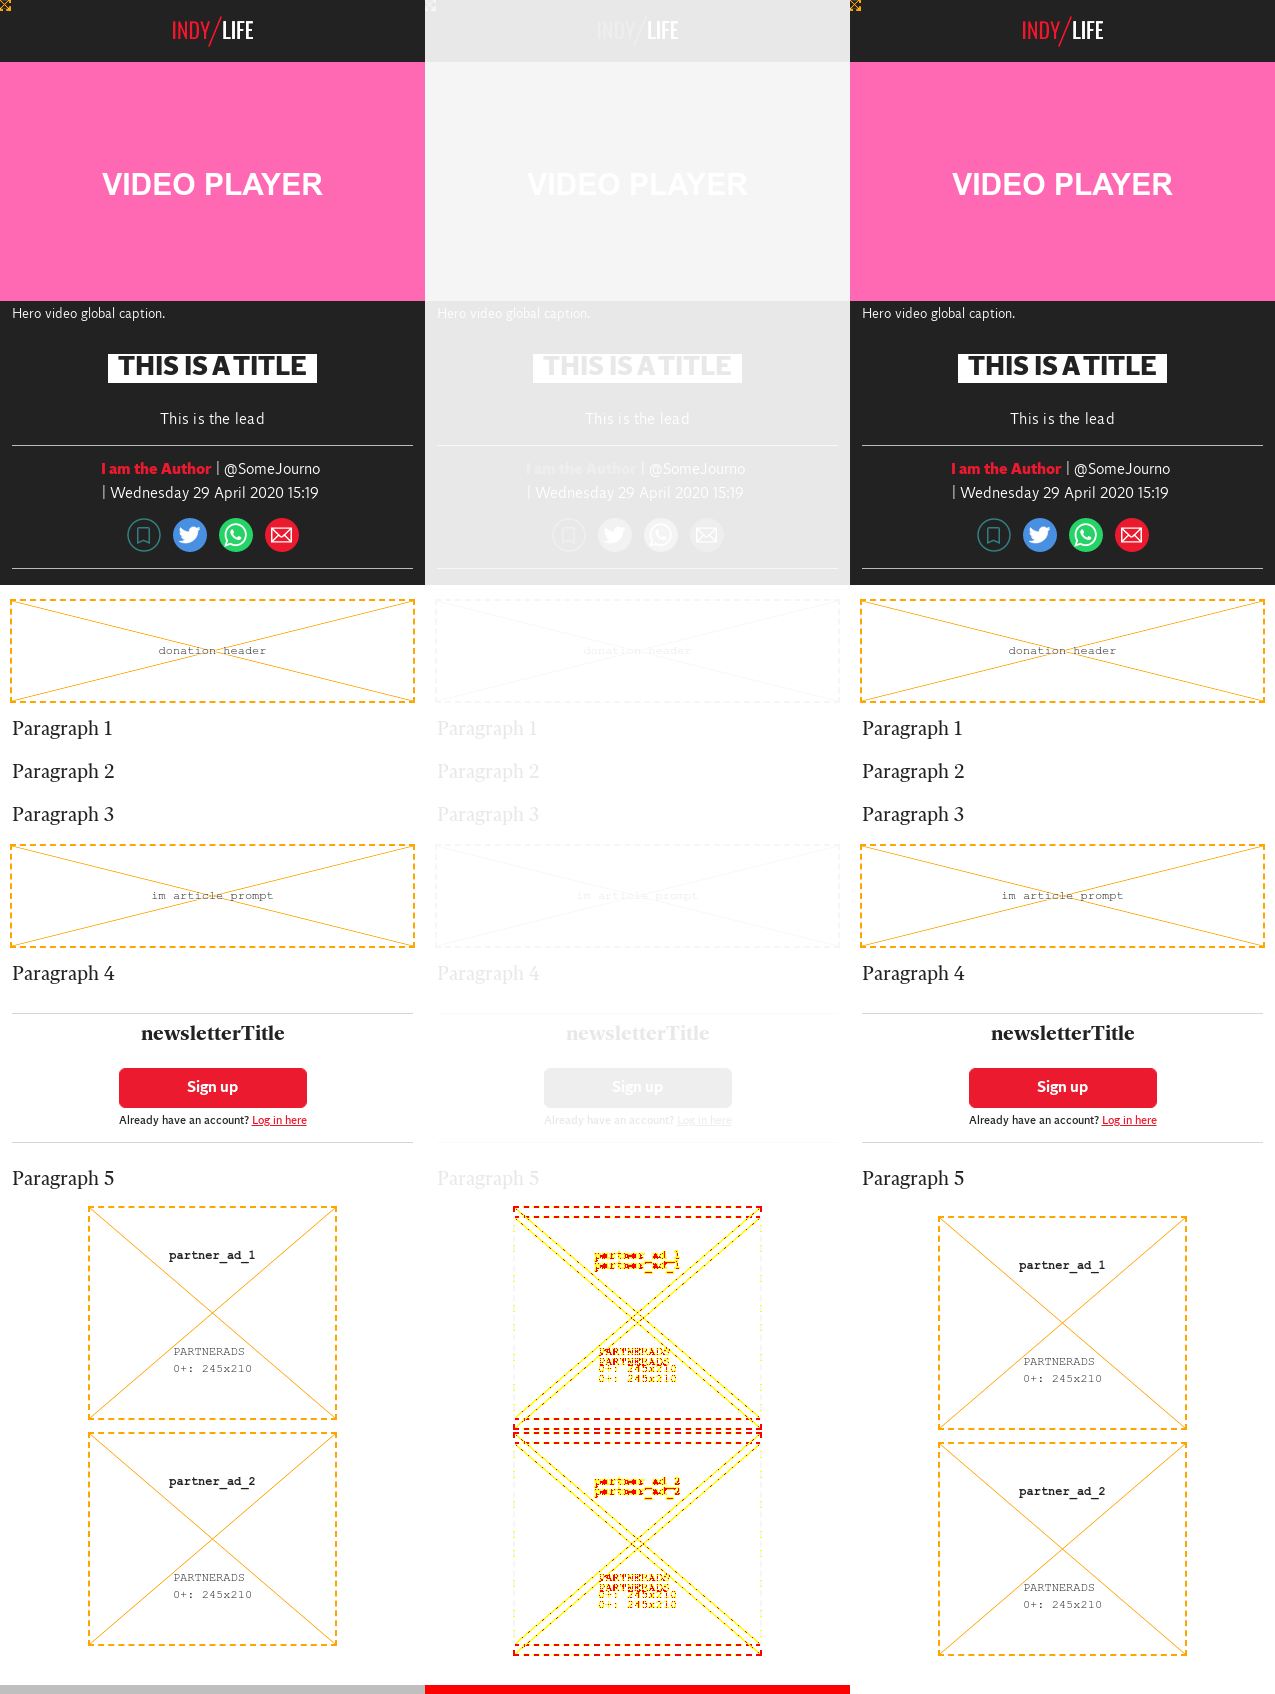 INDY/LIFE
VIDEO PLAYER
Hero video global caption.
THIS IS A TITLE
This is the lead
I am the Author | @SomeJourno
| Wednesday 29 April 2020 15:19
donation header
Paragraph 1
Paragraph 2
Paragraph 3
im article prompt
Paragraph 4
newsletterTitle
Sign up
Already have an account? Log in here
Paragraph 5
partner_ad_1
PARTNERADS
0+: 245x210
partner_ad_2
PARTNERADS
0+: 245x210
INDY/LIFE
VIDEO PLAYER
Hero video global caption.
THIS IS A TITLE
This is the lead
I am the Author | @SomeJourno
| Wednesday 29 April 2020 15:19
donation header
Paragraph 1
Paragraph 2
Paragraph 3
im article prompt
Paragraph 4
newsletterTitle
Sign up
Already have an account? Log in here
Paragraph 5
partner_ad_1
partner_ad_1
PARTNERADS
PARTNERADS
0+: 245x210
0+: 245x210
partner_ad_2
partner_ad_2
PARTNERADS
PARTNERADS
0+: 245x210
0+: 245x210
INDY/LIFE
VIDEO PLAYER
Hero video global caption.
THIS IS A TITLE
This is the lead
I am the Author | @SomeJourno
| Wednesday 29 April 2020 15:19
donation header
Paragraph 1
Paragraph 2
Paragraph 3
im article prompt
Paragraph 4
newsletterTitle
Sign up
Already have an account? Log in here
Paragraph 5
partner_ad_1
PARTNERADS
0+: 245x210
partner_ad_2
PARTNERADS
0+: 245x210